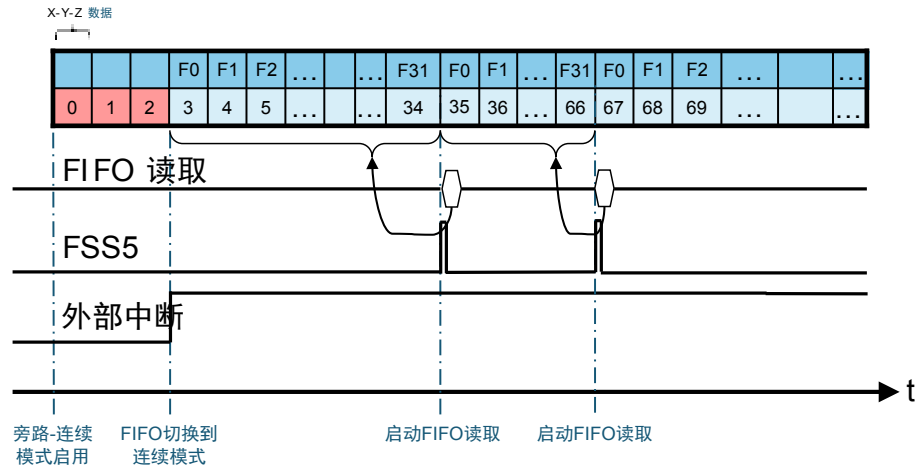 X-Y-Z 数据
F0 F1 F2 ... ... F31 F0 F1 ... F31 F0 F1 F2 ... ...
0 1 2 3 4 5 ... ... 34 35 36 ... 66 67 68 69 ... ...
FIFO 读取
FSS5
外部中断
t
旁路-连续 FIFO切换到 启动FIFO读取 启动FIFO读取
模式启用 连续模式